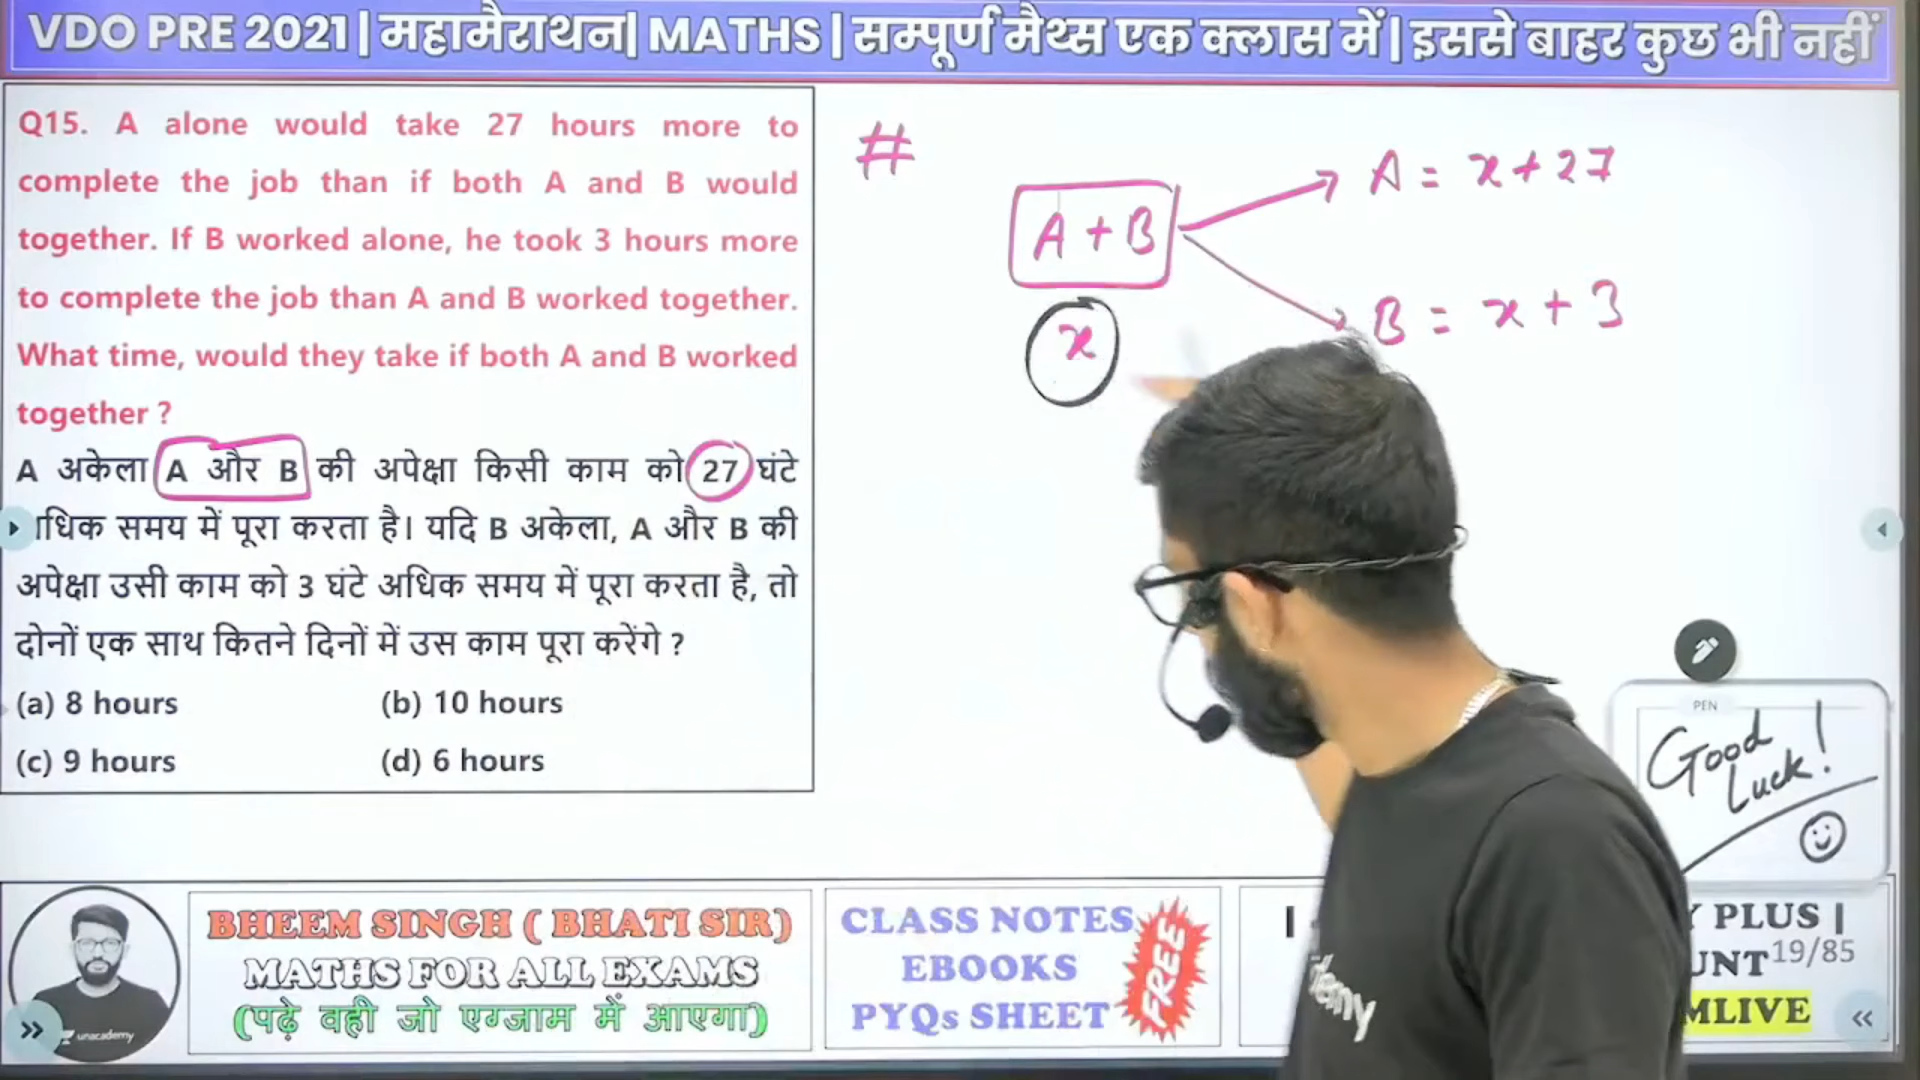 VDO PRE 2021 | महामैराथन| MATHS | सम्पूर्ण मैथ्स एक क्लास में | इससे बाहर कुछ भी नहीं
Q15. A alone would take 27 hours more to
complete the job than if both A and B would
together. If B worked alone, he took 3 hours more
to complete the job than A and B worked together.
What time, would they take if both A and B worked
together ?
A अकेला A और B की अपेक्षा किसी काम को 27 घंटे
धिक समय में पूरा करता है। यदि B अकेला, A और B की
अपेक्षा उसी काम को 3 घंटे अधिक समय में पूरा करता है, तो
दोनों एक साथ कितने दिनों में उस काम पूरा करेंगे ?
(a) 8 hours (b) 10 hours
(c) 9 hours (d) 6 hours
#
A + B
x
A = x + 27
B = x + 3
PEN
Good
Luck!
BHEEM SINGH ( BHATI SIR)
MATHS FOR ALL EXAMS
(पढ़े वही जो एग्जाम में आएगा)
unacademy
CLASS NOTES
EBOOKS
PYQs SHEET
FREE
Y PLUS |
UNT 19/85
MLIVE